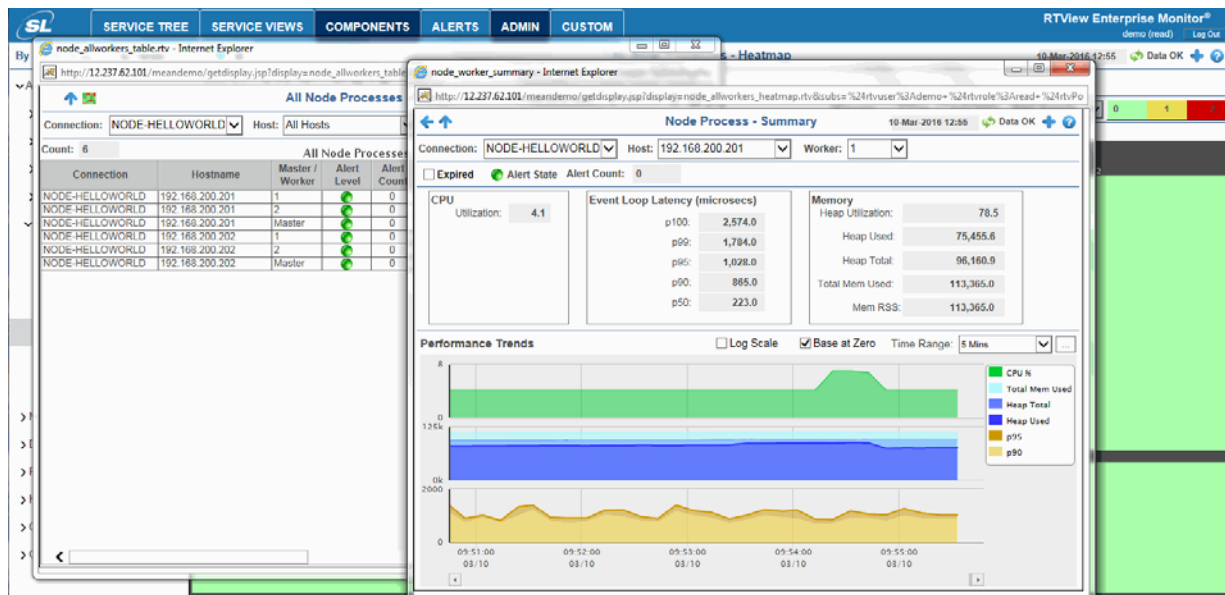 SL SERVICE TREE SERVICE VIEWS COMPONENTS ALERTS ADMIN CUSTOM
RTView Enterprise Monitor®
demo (read) Log Out
By
- Heatmap
10-Mar-2016 12:55 Data OK
0 1
node_allworkers_table.rtv - Internet Explorer
http://12.237.62.101/meandemo/getdisplay.jsp?display=node_allworkers_table
All Node Processes
Connection: NODE-HELLOWORLD Host: All Hosts
Count: 6
All Node Processes
Connection Hostname Master / Worker Alert Level Alert Count
NODE-HELLOWORLD 192.168.200.201 1 0
NODE-HELLOWORLD 192.168.200.201 2 0
NODE-HELLOWORLD 192.168.200.201 Master 0
NODE-HELLOWORLD 192.168.200.202 1 0
NODE-HELLOWORLD 192.168.200.202 2 0
NODE-HELLOWORLD 192.168.200.202 Master 0
node_worker_summary - Internet Explorer
http://12.237.62.101/meandemo/getdisplay.jsp?display=node_allworkers_heatmap.rtv&subs=%24rtvuser%3Ademo+%24rtvrole%3Aread+%24rtvPo
Node Process - Summary
10-Mar-2016 12:55 Data OK
Connection: NODE-HELLOWORLD Host: 192.168.200.201 Worker: 1
Expired Alert State Alert Count: 0
CPU
Utilization: 4.1
Event Loop Latency (microsecs)
p100: 2,574.0
p99: 1,784.0
p95: 1,028.0
p90: 865.0
p50: 223.0
Memory
Heap Utilization: 78.5
Heap Used: 75,455.6
Heap Total: 96,160.9
Total Mem Used: 113,365.0
Mem RSS: 113,365.0
Performance Trends
Log Scale Base at Zero Time Range: 5 Mins ...
8
0
125k
0k
2000
0
09:51:00 09:52:00 09:53:00 09:54:00 09:55:00
03/10 03/10 03/10 03/10 03/10
CPU %
Total Mem Used
Heap Total
Heap Used
p95
p90